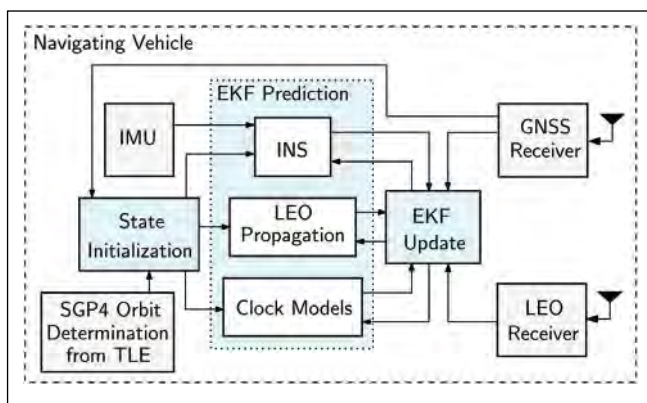 Navigating Vehicle
EKF Prediction
IMU
INS
GNSS
Receiver
State
Initialization
LEO
Propagation
EKF
Update
SGP4 Orbit
Determination
from TLE
Clock Models
LEO
Receiver